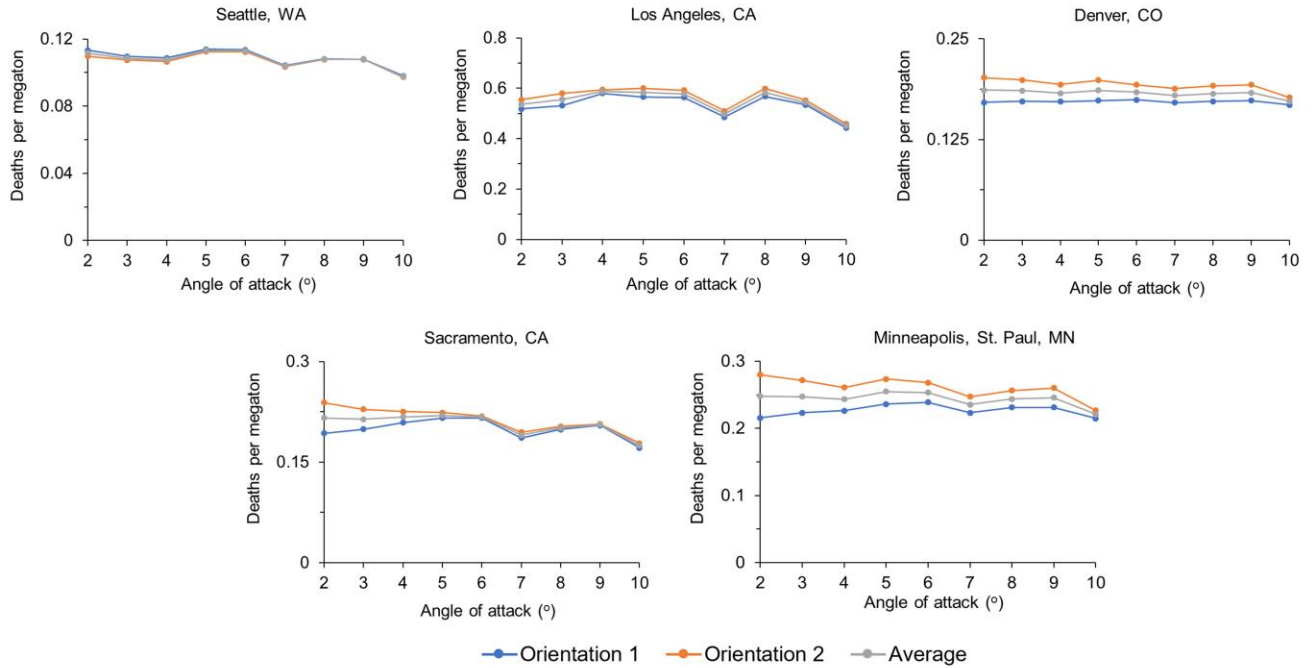 Seattle, WA
0.12
0.08
0.04
0
Deaths per megaton
2 3 4 5 6 7 8 9 10
Angle of attack (o)
Los Angeles, CA
0.8
0.6
0.4
0.2
0
Deaths per megaton
2 3 4 5 6 7 8 9 10
Angle of attack (o)
Denver, CO
0.25
0.125
0
Deaths per megaton
2 3 4 5 6 7 8 9 10
Angle of attack (o)
Sacramento, CA
0.3
0.15
0
Deaths per megaton
2 3 4 5 6 7 8 9 10
Angle of attack (o)
Minneapolis, St. Paul, MN
0.3
0.2
0.1
0
Deaths per megaton
2 3 4 5 6 7 8 9 10
Angle of attack (o)
Orientation 1 Orientation 2 Average